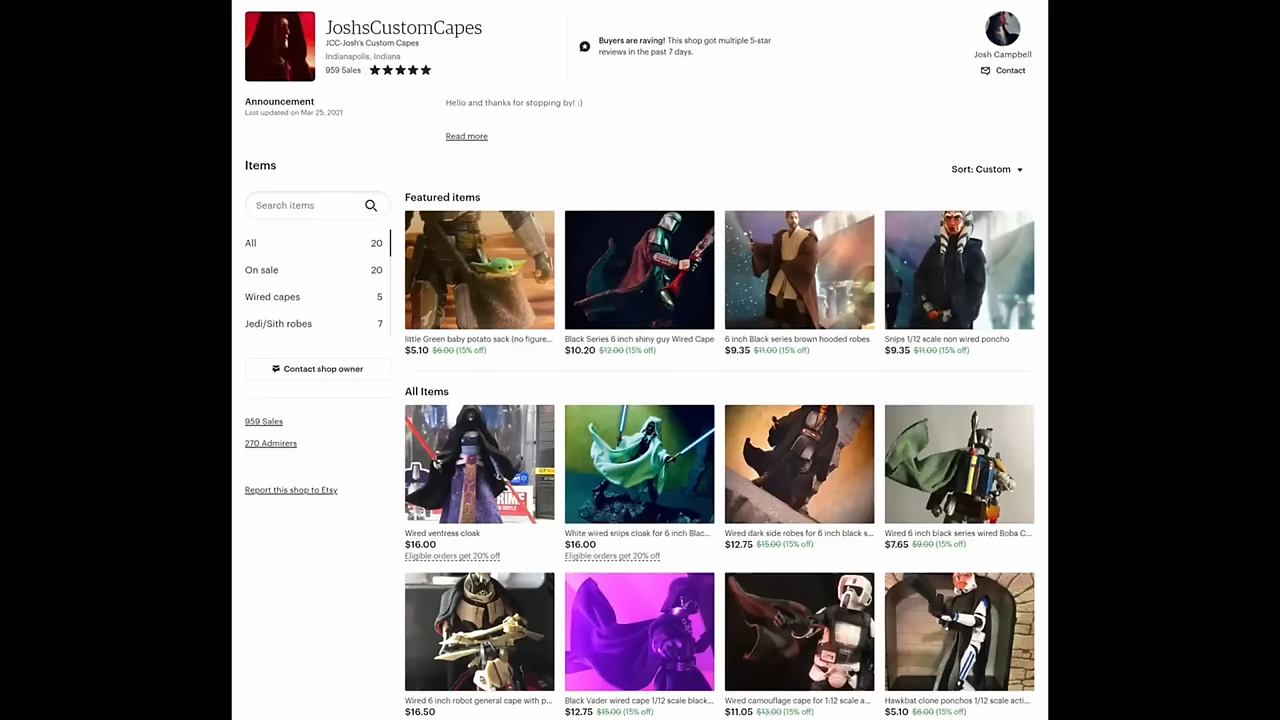 JoshsCustomCapes
JCC-Josh's Custom Capes
Indianapolis, Indiana
959 Sales
Buyers are raving! This shop got multiple 5-star
reviews in the past 7 days.
Josh Campbell
Contact
Announcement
Last updated on Mar 25, 2021
Hello and thanks for stopping by! :)
Read more
Items
Sort: Custom
Search items
All 20
On sale 20
Wired capes 5
Jedi/Sith robes 7
Contact shop owner
959 Sales
270 Admirers
Report this shop to Etsy
Featured items
little Green baby potato sack (no figure...
$5.10 $6.00 (15% off)
Black Series 6 inch shiny guy Wired Cape
$10.20 $12.00 (15% off)
6 inch Black series brown hooded robes
$9.35 $11.00 (15% off)
Snips 1/12 scale non wired poncho
$9.35 $11.00 (15% off)
All Items
Wired ventress cloak
$16.00
Eligible orders get 20% off
White wired snips cloak for 6 inch Blac...
$16.00
Eligible orders get 20% off
Wired dark side robes for 6 inch black s...
$12.75 $15.00 (15% off)
Wired 6 inch black series wired Boba C...
$7.65 $9.00 (15% off)
Wired 6 inch robot general cape with p...
$16.50
Black Vader wired cape 1/12 scale black...
$12.75 $15.00 (15% off)
Wired camouflage cape for 1:12 scale a...
$11.05 $13.00 (15% off)
Hawkbat clone ponchos 1/12 scale acti...
$5.10 $6.00 (15% off)